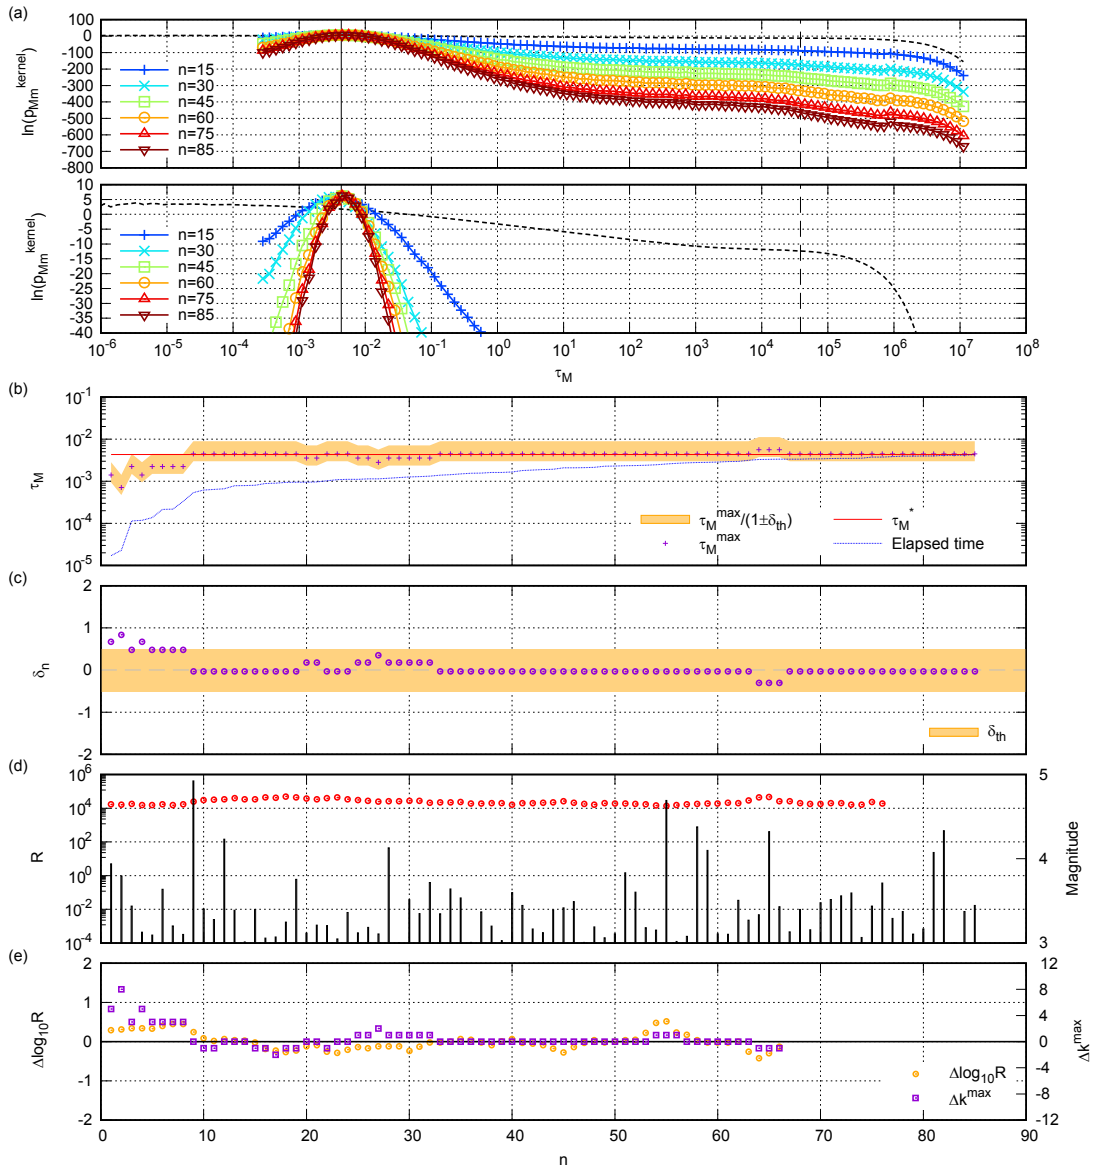 (a)
100
0
-100
-200
-300
-400
-500
-600
-700
-800
ln(p_Mm^kernel)
n=15
n=30
n=45
n=60
n=75
n=85
10
5
0
-5
-10
-15
-20
-25
-30
-35
-40
ln(p_Mm^kernel)
n=15
n=30
n=45
n=60
n=75
n=85
10^-6 10^-5 10^-4 10^-3 10^-2 10^-1 10^0 10^1 10^2 10^3 10^4 10^5 10^6 10^7 10^8
τ_M
(b)
10^-1
10^-2
10^-3
10^-4
10^-5
τ_M
τ_M^max/(1±δ_th)
τ_M^max
τ_M^*
Elapsed time
(c)
2
1
0
-1
-2
δ_n
δ_th
(d)
10^6
10^4
10^2
10^0
10^-2
10^-4
R
5
4
3
Magnitude
(e)
2
1
0
-1
-2
Δlog_10R
12
8
4
0
-4
-8
-12
Δk^max
Δlog_10R
Δk^max
0 10 20 30 40 50 60 70 80 90
n